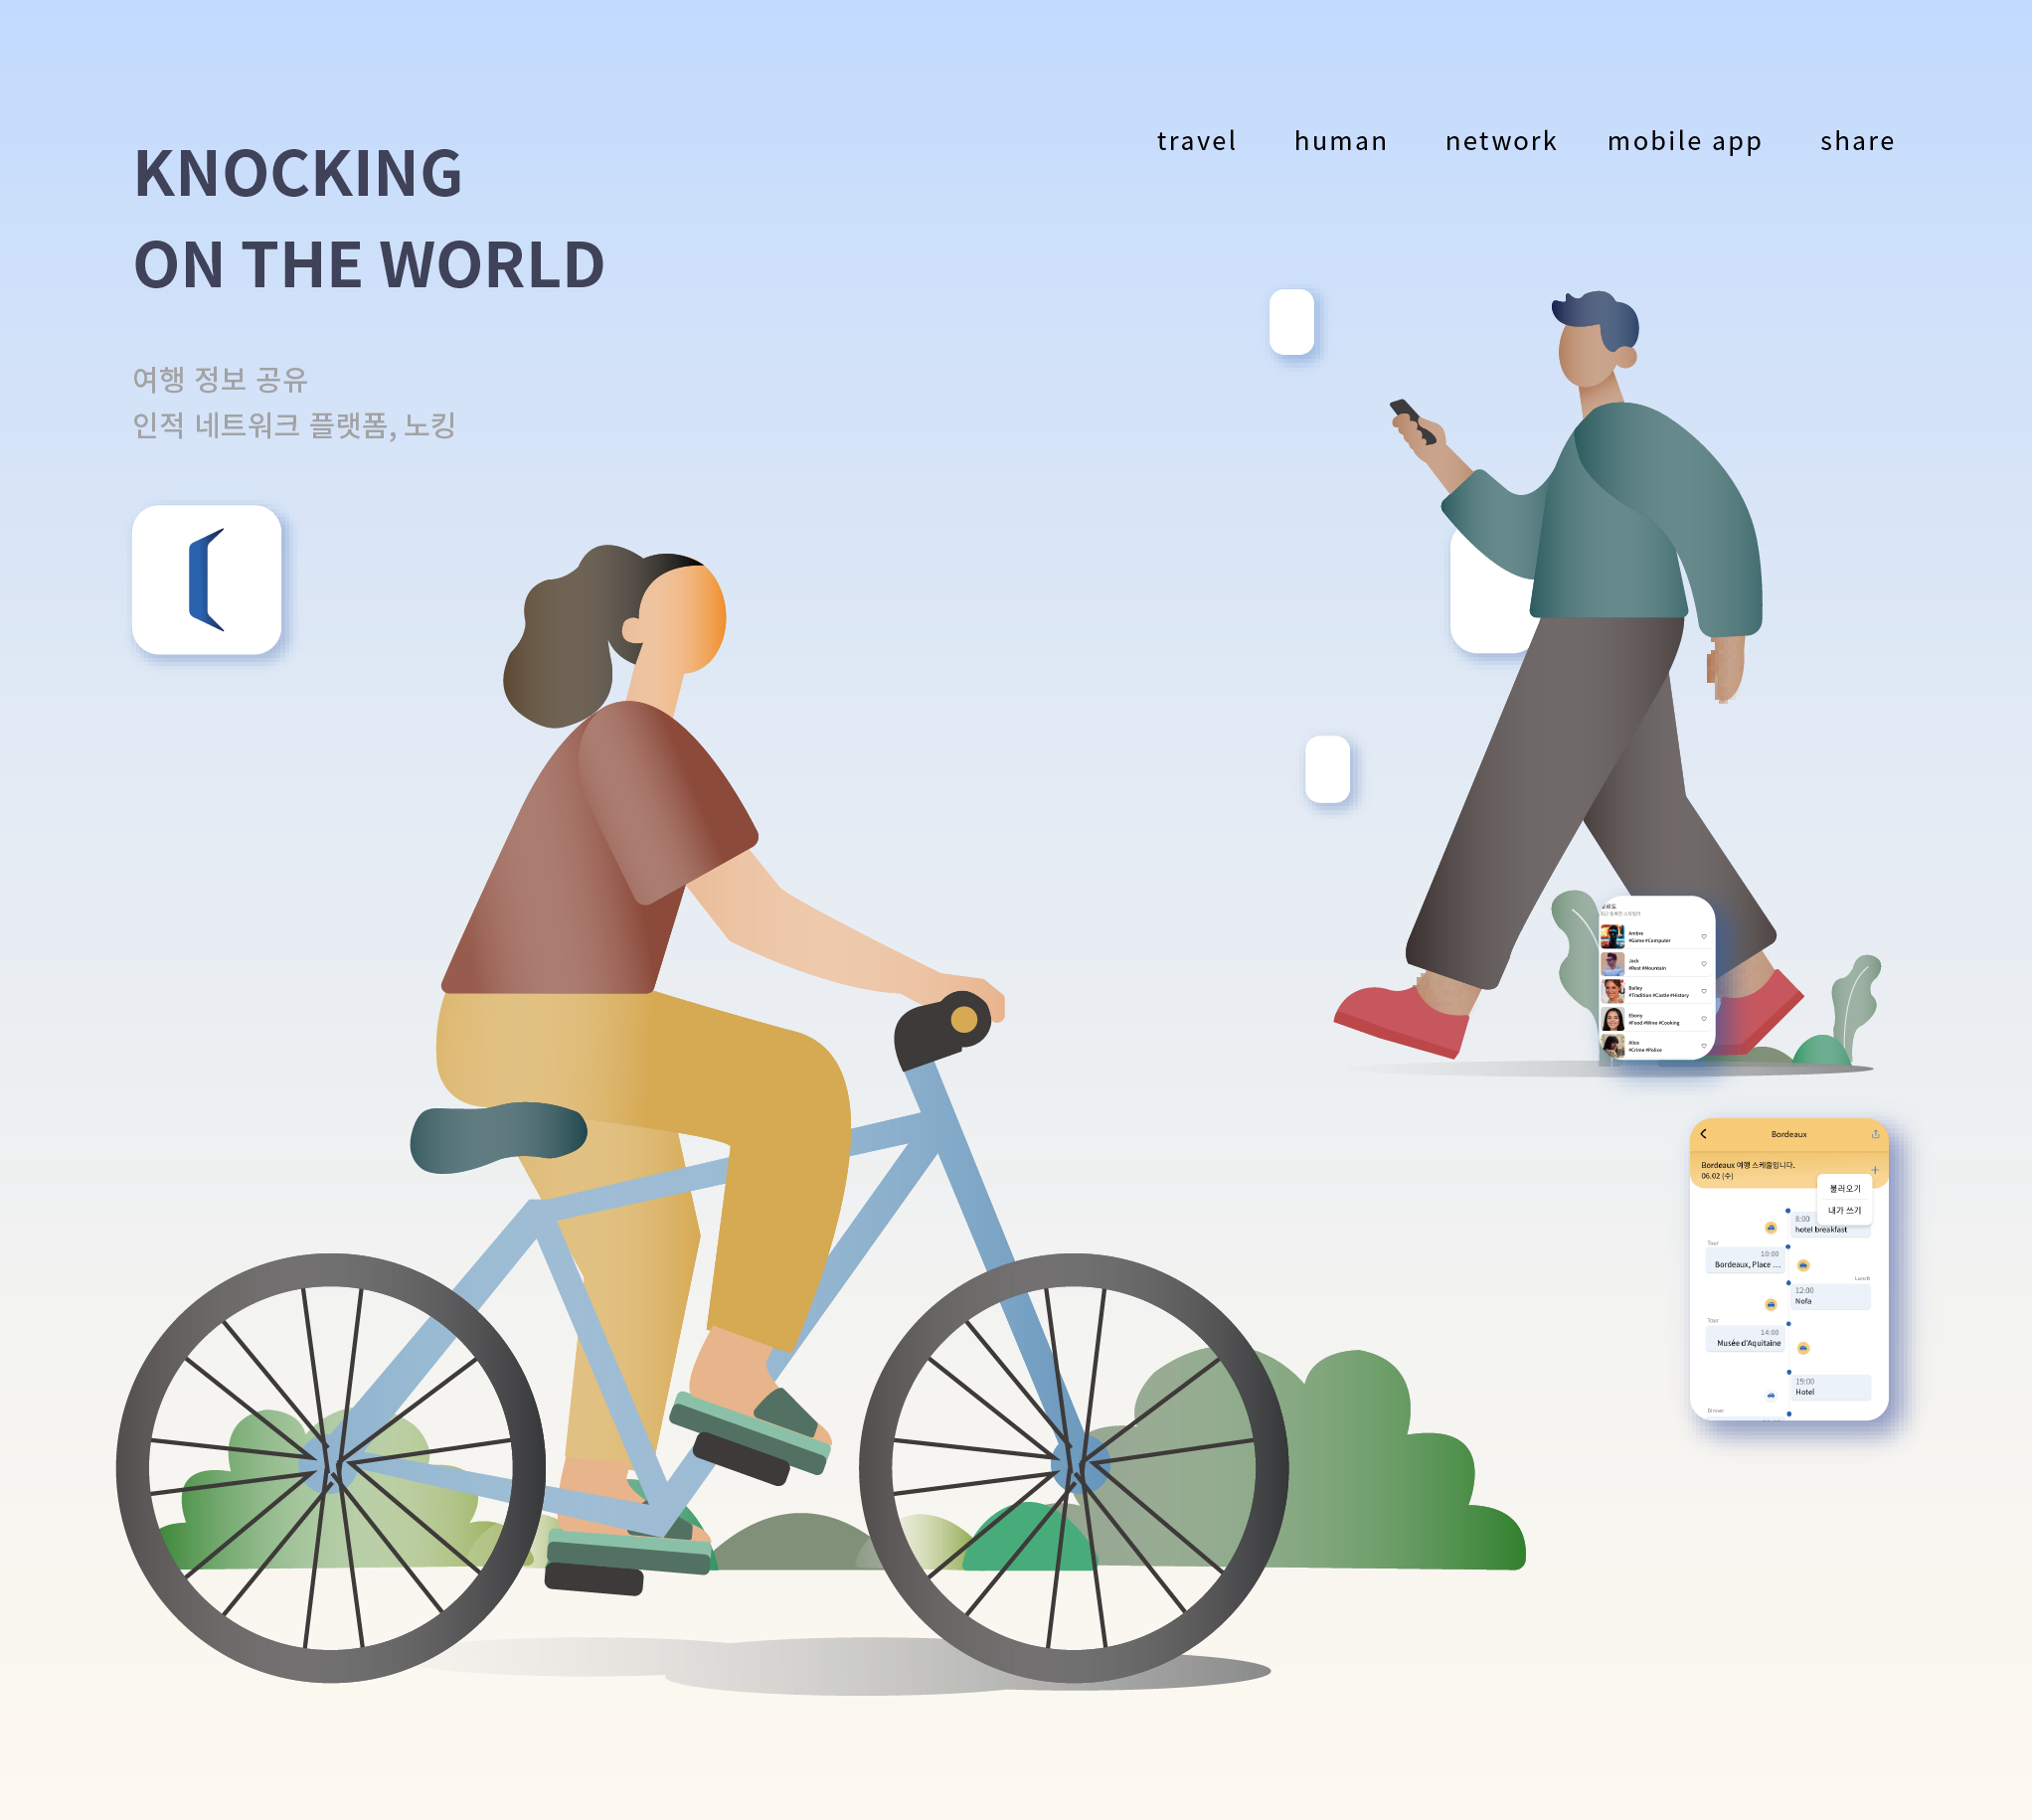 KNOCKING
ON THE WORLD
travel human network mobile app share
여행 정보 공유
인적 네트워크 플랫폼, 노킹
Ambre
#Game #Computer
Jack
#Rest #Mountain
Bailey
#Tradition #Castle #History
Ebony
#Food #Wine #Cooking
#Crime #Police
Bordeaux
Bordeaux 여행 스케줄입니다.
06.02 (수)
불러오기
내가 쓰기
8:00
hotel breakfast
Tour
10:00
Bordeaux, Place ...
Lunch
12:00
Nofa
Tour
14:00
Musée d'Aquitaine
19:00
Hotel
Dinner